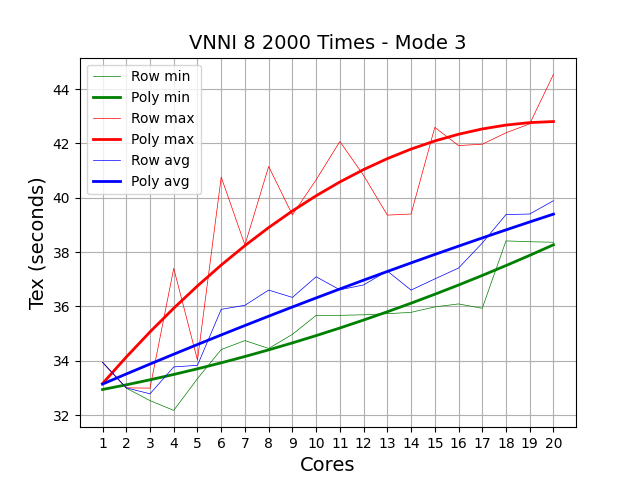 VNNI 8 2000 Times - Mode 3
Row min
Poly min
Row max
Poly max
Row avg
Poly avg
Tex (seconds)
44
42
40
38
36
34
32
1 2 3 4 5 6 7 8 9 10 11 12 13 14 15 16 17 18 19 20
Cores